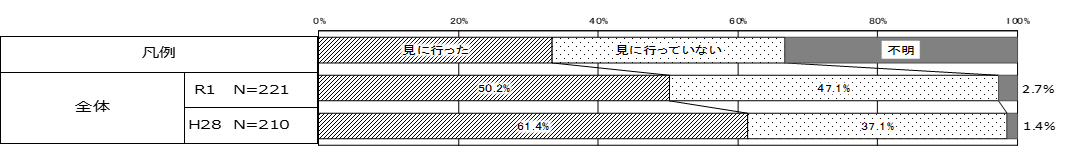 0% 20% 40% 60% 80% 100%
凡例 見に行った 見に行っていない 不明
全体
R1 N=221 50.2% 47.1% 2.7%
H28 N=210 61.4% 37.1% 1.4%